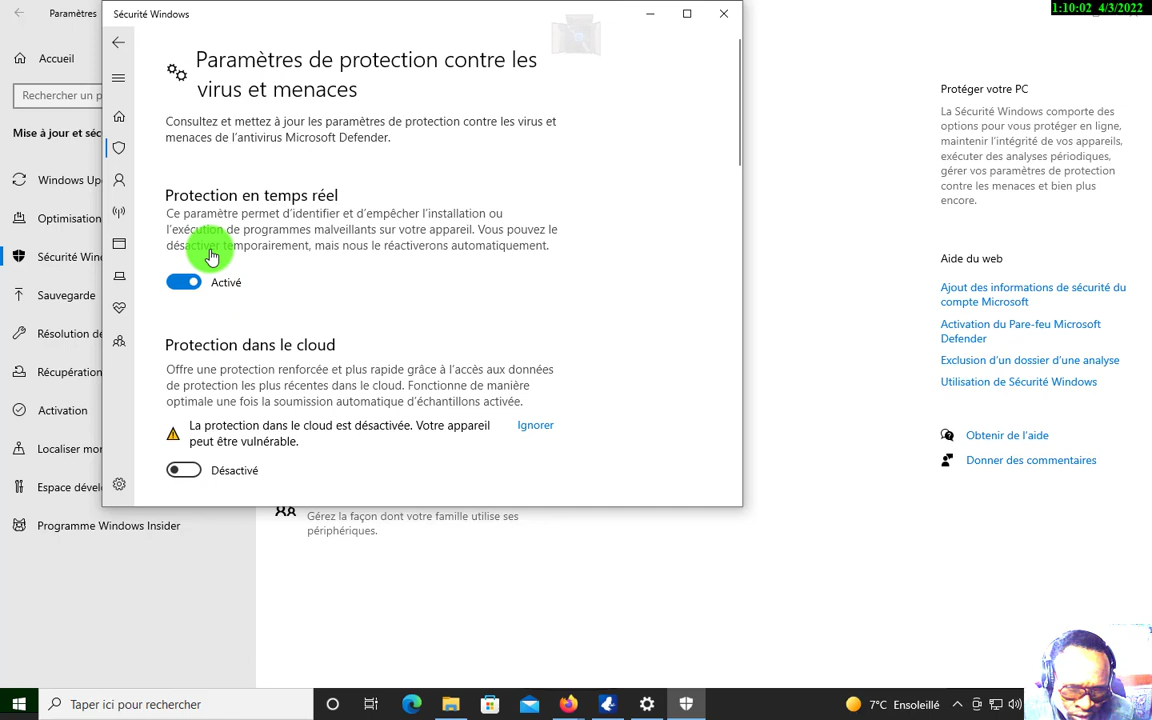 1:10:02 4/3/2022
Paramètres
Sécurité Windows
Accueil
Rechercher un p
Mise à jour et séc
Windows Up
Optimisation
Sécurité Win
Sauvegarde
Résolution de
Récupération
Activation
Localiser mo
Espace dével
Programme Windows Insider
Paramètres de protection contre les
virus et menaces
Consultez et mettez à jour les paramètres de protection contre les virus et
menaces de l'antivirus Microsoft Defender.
Protection en temps réel
Ce paramètre permet d'identifier et d'empêcher l'installation ou
l'exécution de programmes malveillants sur votre appareil. Vous pouvez le
désactiver temporairement, mais nous le réactiverons automatiquement.
Activé
Protection dans le cloud
Offre une protection renforcée et plus rapide grâce à l'accès aux données
de protection les plus récentes dans le cloud. Fonctionne de manière
optimale une fois la soumission automatique d'échantillons activée.
La protection dans le cloud est désactivée. Votre appareil
peut être vulnérable.
Ignorer
Désactivé
Gérez la façon dont votre famille utilise ses
périphériques.
Protéger votre PC
La Sécurité Windows comporte des
options pour vous protéger en ligne,
maintenir l'intégrité de vos appareils,
exécuter des analyses périodiques,
gérer vos paramètres de protection
contre les menaces et bien plus
encore.
Aide du web
Ajout des informations de sécurité du
compte Microsoft
Activation du Pare-feu Microsoft
Defender
Exclusion d'un dossier d'une analyse
Utilisation de Sécurité Windows
Obtenir de l'aide
Donner des commentaires
Taper ici pour rechercher
7°C Ensoleillé